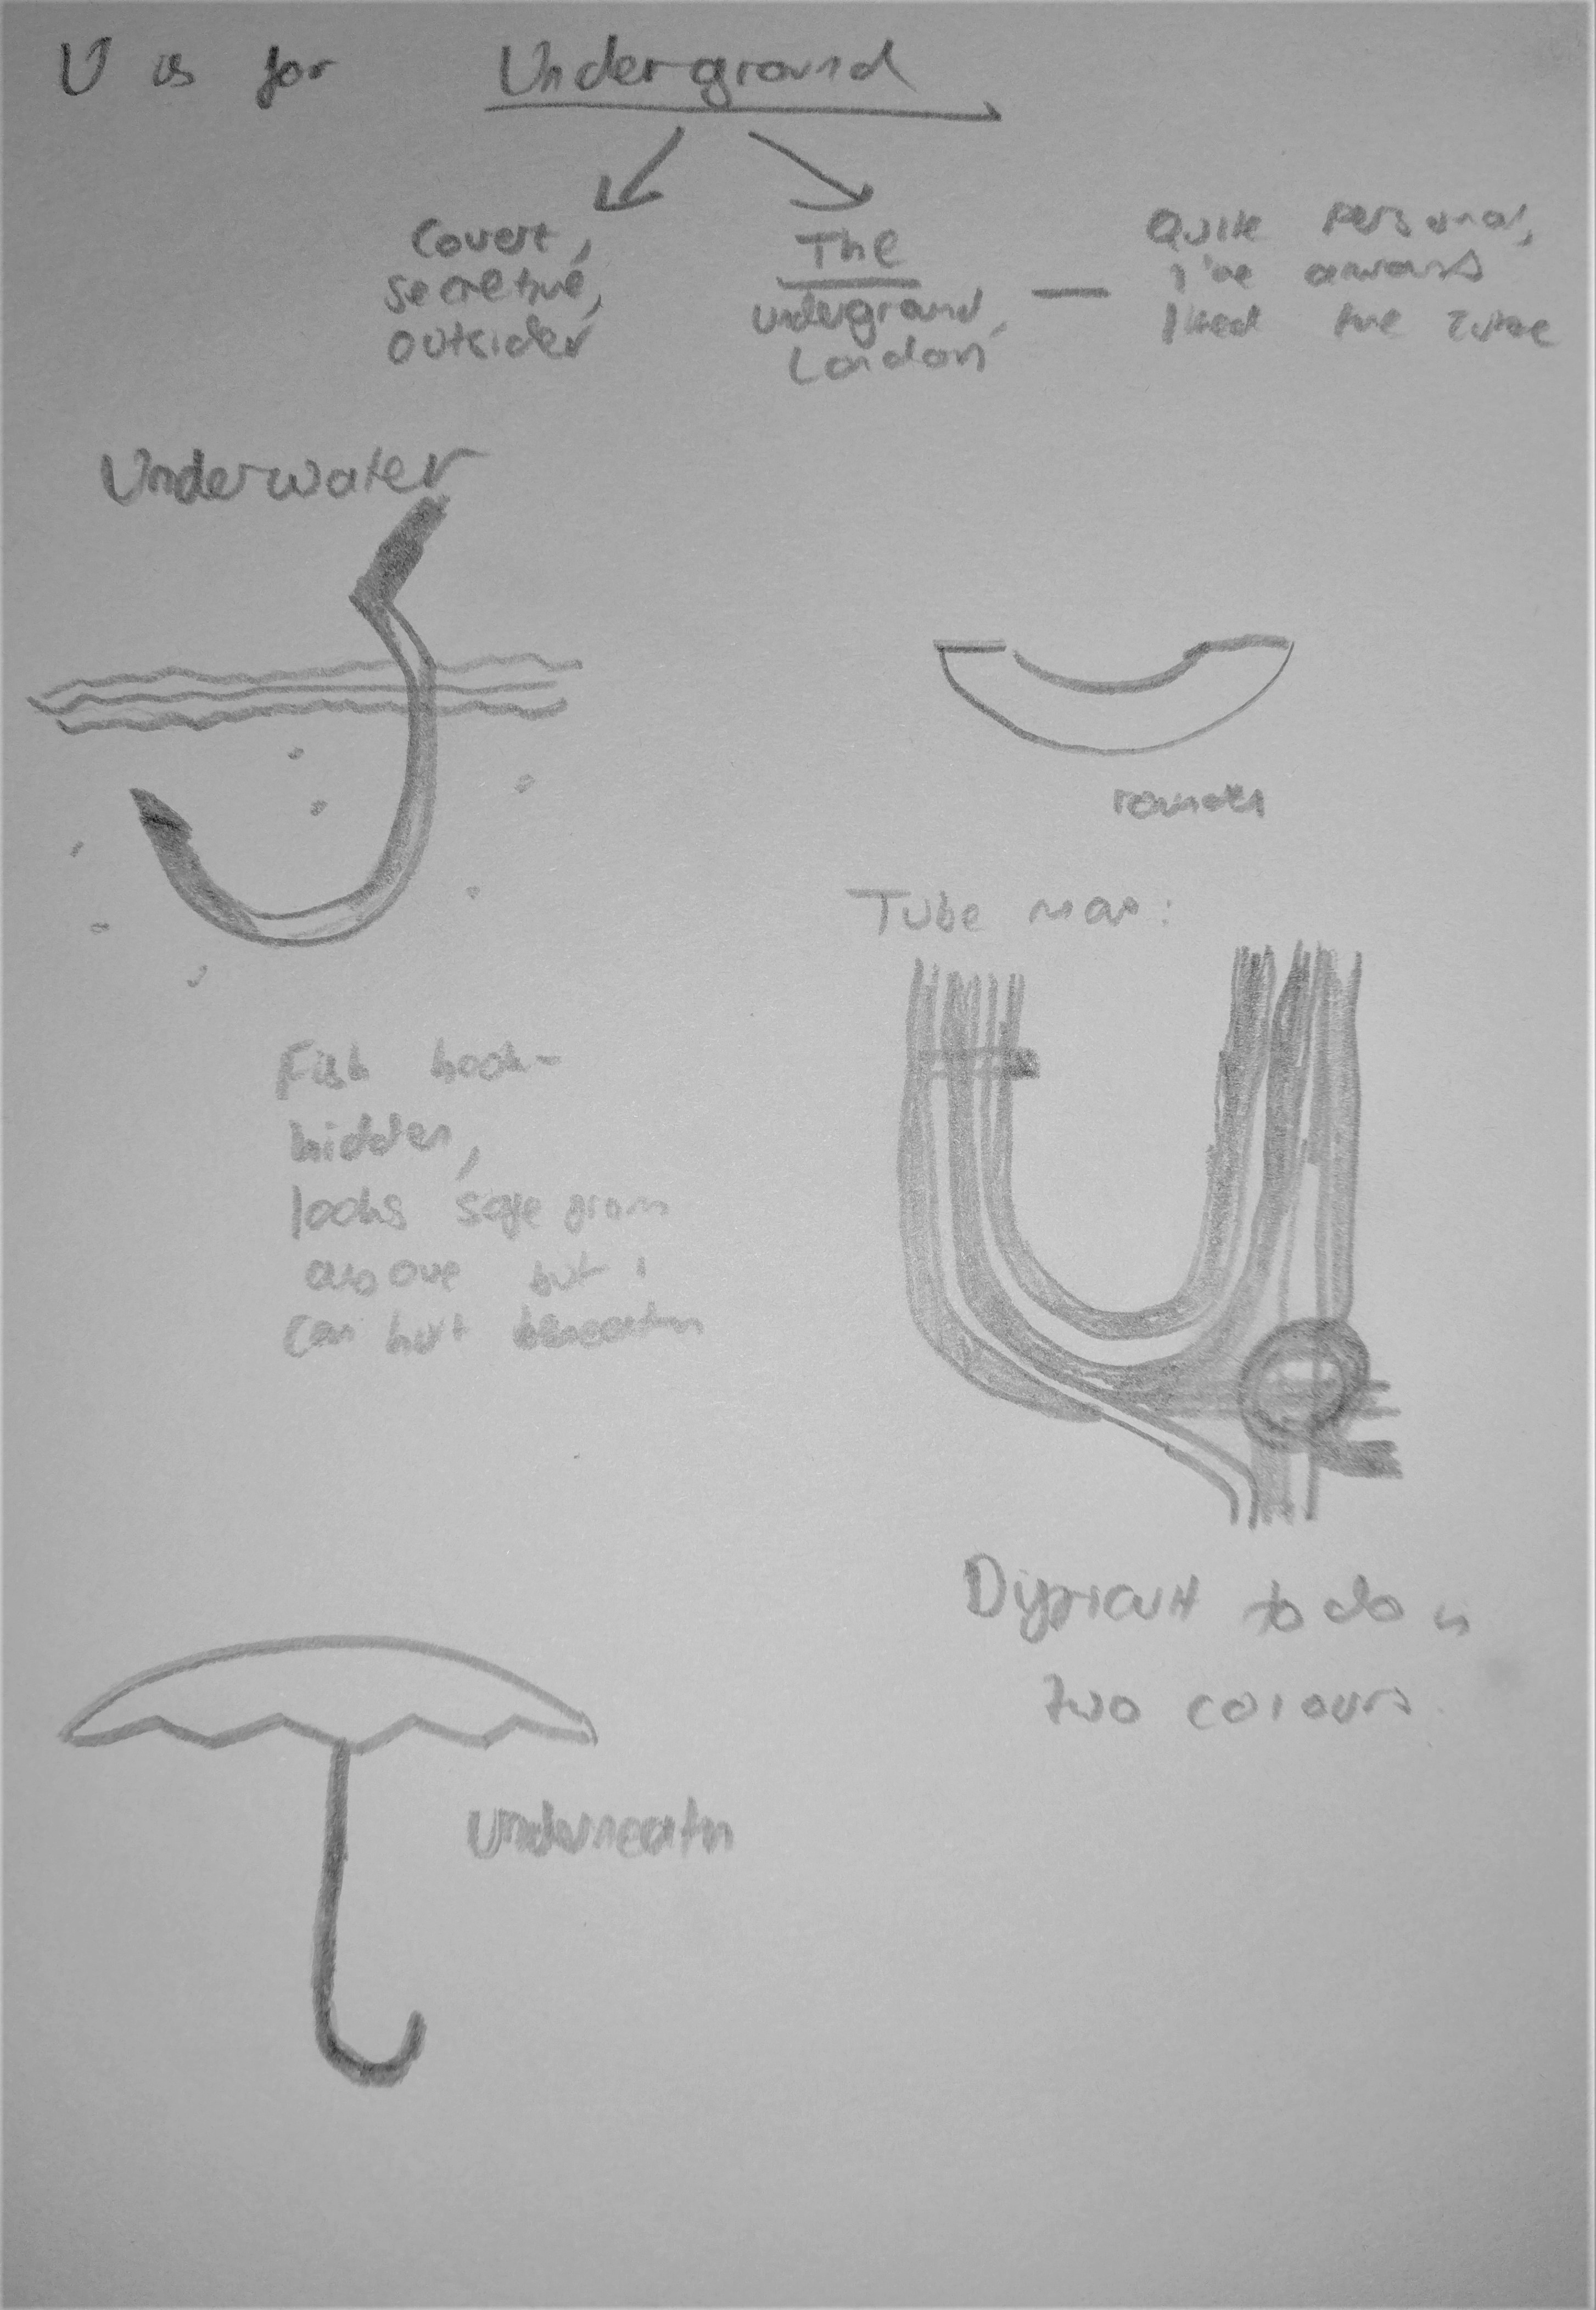 U is for Underground
Covert,
secretive,
outsider
The
underground,
London
Quite personal,
I've always
liked the tube
Underwater
Tube map:
Fish hook-
hidden,
looks safe from
above but
can hurt beneath
Difficult to do in
two colours.
Underneath